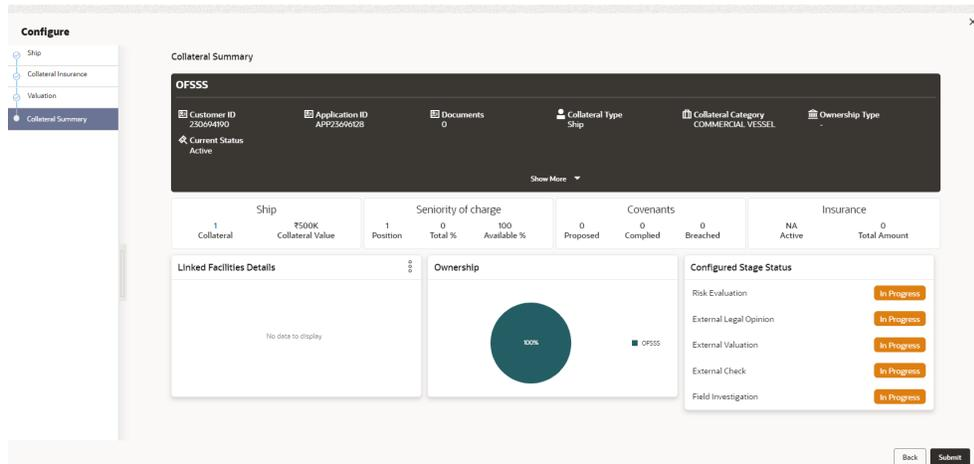 Configure
Ship
Collateral Insurance
Valuation
Collateral Summary
Collateral Summary
OFSSS
Customer ID Application ID Documents Collateral Type Collateral Category Ownership Type
230694190 APP23696128 0 Ship COMMERCIAL VESSEL -
Current Status
Active
Show More
Ship Seniority of charge Covenants Insurance
1 ₹500K 1 0 100 0 0 0 NA 0
Collateral Collateral Value Position Total % Available % Proposed Complied Breached Active Total Amount
Linked Facilities Details Ownership Configured Stage Status
Risk Evaluation In Progress
External Legal Opinion In Progress
No data to display 100% OFSSS External Valuation In Progress
External Check In Progress
Field Investigation In Progress
Back Submit